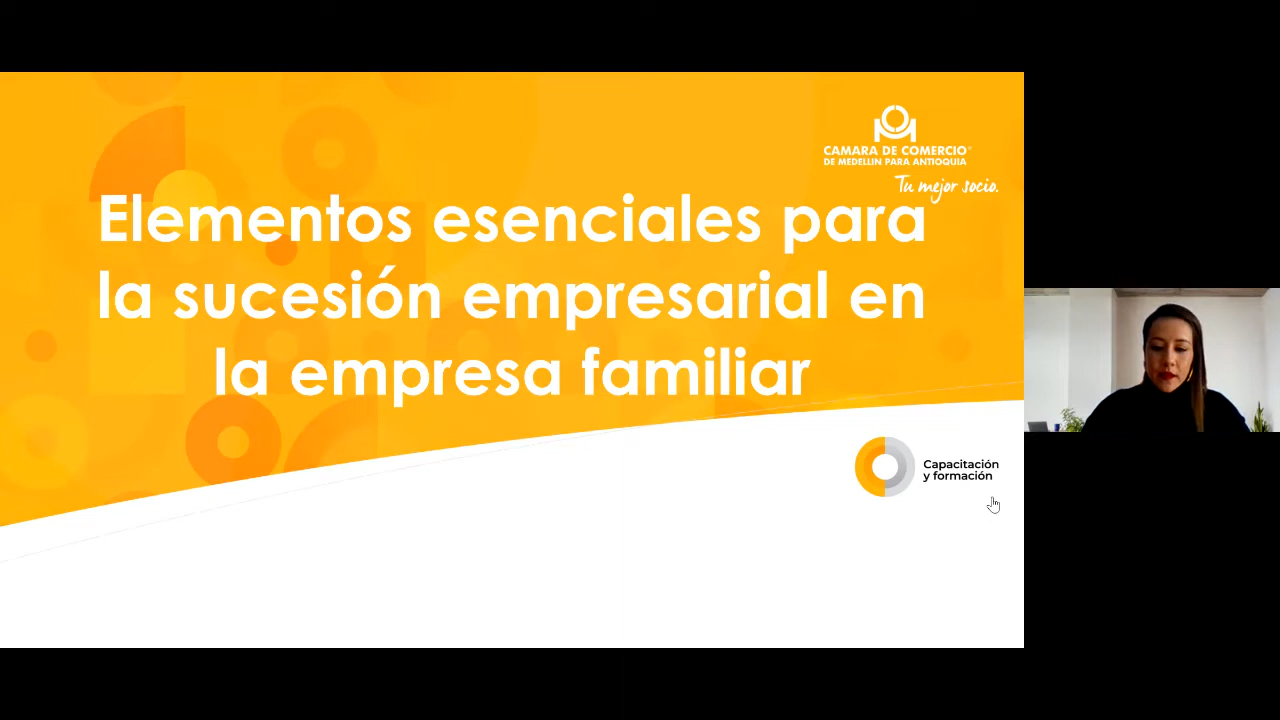 CAMARA DE COMERCIO®
DE MEDELLIN PARA ANTIOQUIA
Tu mejor socio.
Elementos esenciales para
la sucesión empresarial en
la empresa familiar
Capacitación
y formación